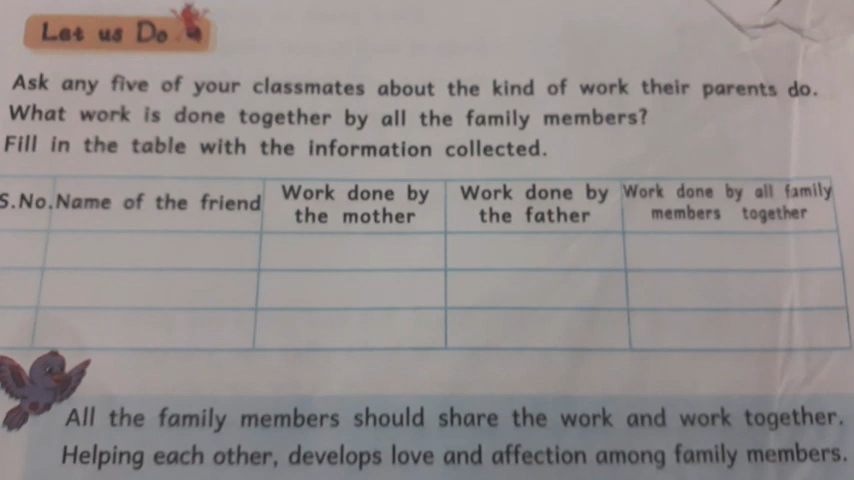 Let us Do
Ask any five of your classmates about the kind of work their parents do.
What work is done together by all the family members?
Fill in the table with the information collected.
S.No. Name of the friend Work done by the mother Work done by the father Work done by all family members together
All the family members should share the work and work together.
Helping each other, develops love and affection among family members.